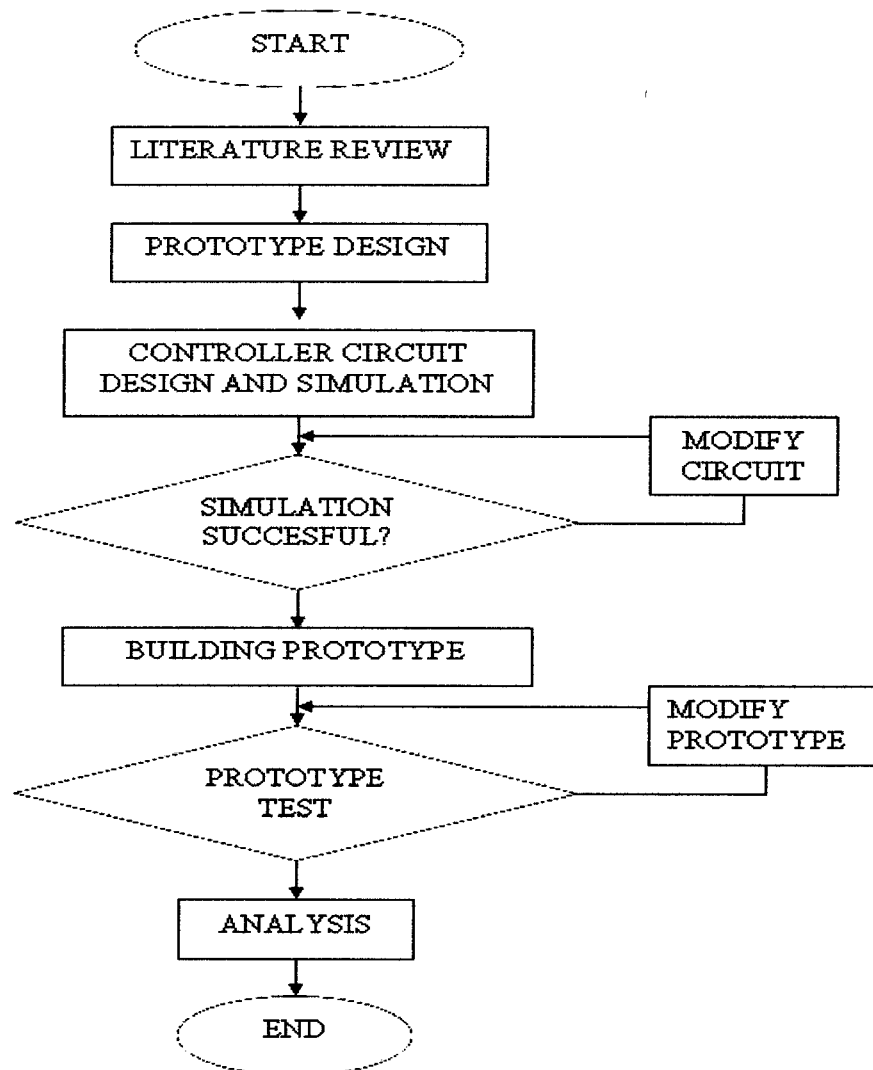 START
LITERATURE REVIEW
PROTOTYPE DESIGN
CONTROLLER CIRCUIT
DESIGN AND SIMULATION
MODIFY
CIRCUIT
SIMULATION
SUCCESFUL?
BUILDING PROTOTYPE
MODIFY
PROTOTYPE
PROTOTYPE
TEST
ANALYSIS
END